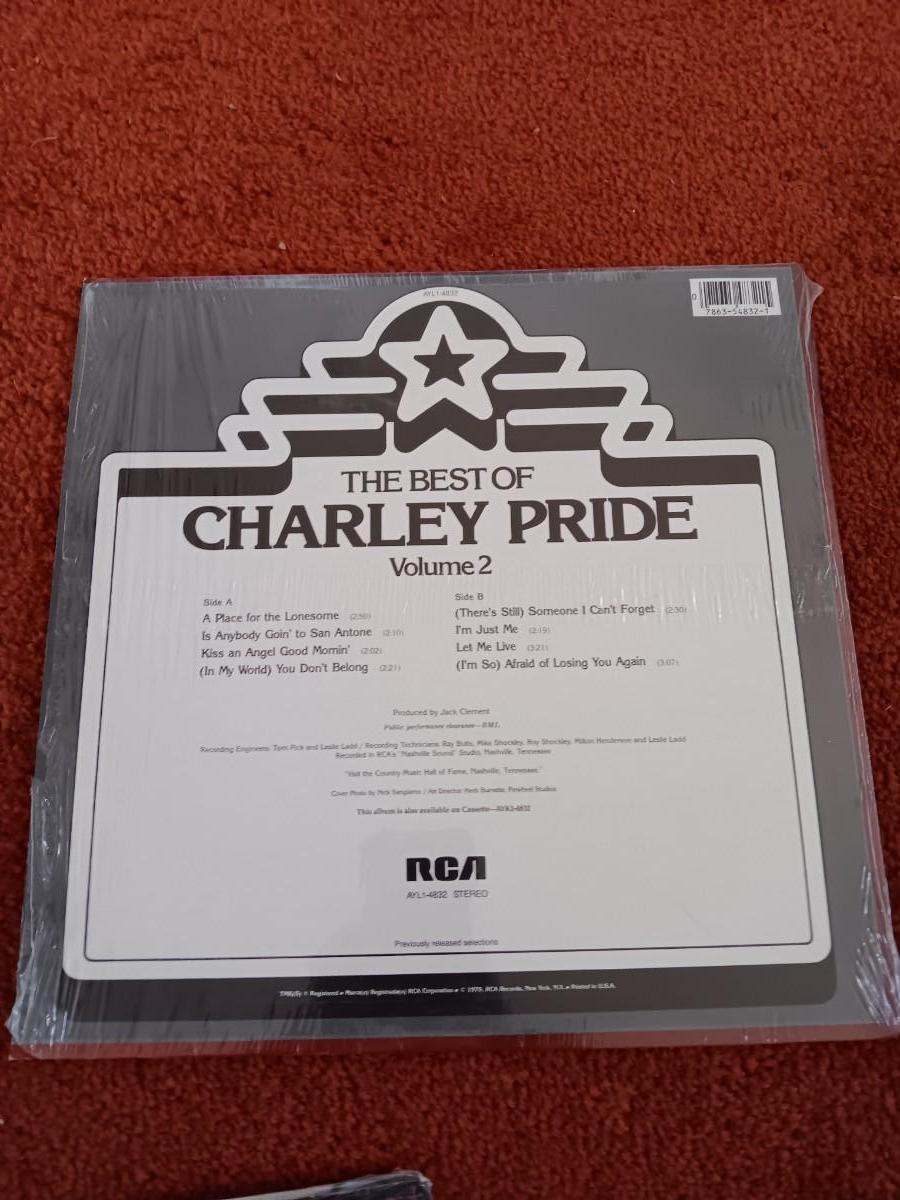 AYL1-4832
0
7863-54832-1
THE BEST OF
CHARLEY PRIDE
Volume 2
Side A
A Place for the Lonesome (2:50)
Is Anybody Goin' to San Antone (2:10)
Kiss an Angel Good Mornin' (2:02)
(In My World) You Don't Belong (2:21)
Side B
(There's Still) Someone I Can't Forget (2:30)
I'm Just Me (2:19)
Let Me Live (3:21)
(I'm So) Afraid of Losing You Again (3:07)
Produced by Jack Clement
Public performance clearance—BMI.
Recording Engineers: Tom Pick and Leslie Ladd / Recording Technicians: Ray Butts, Mike Shockley, Roy Shockley, Milton Henderson and Leslie Ladd
Recorded in RCA's "Nashville Sound" Studio, Nashville, Tennessee
"Visit the Country Music Hall of Fame, Nashville, Tennessee."
Cover Photo by Nick Sangiamo / Art Director: Herb Burnette, Pinwheel Studios
This album is also available on Cassette—AYK1-4832
RCA
AYL1-4832 STEREO
Previously released selections
TMK(S) ® Registered • Marca(s) Registrada(s) RCA Corporation • © 1975, RCA Records, New York, N.Y. • Printed in U.S.A.